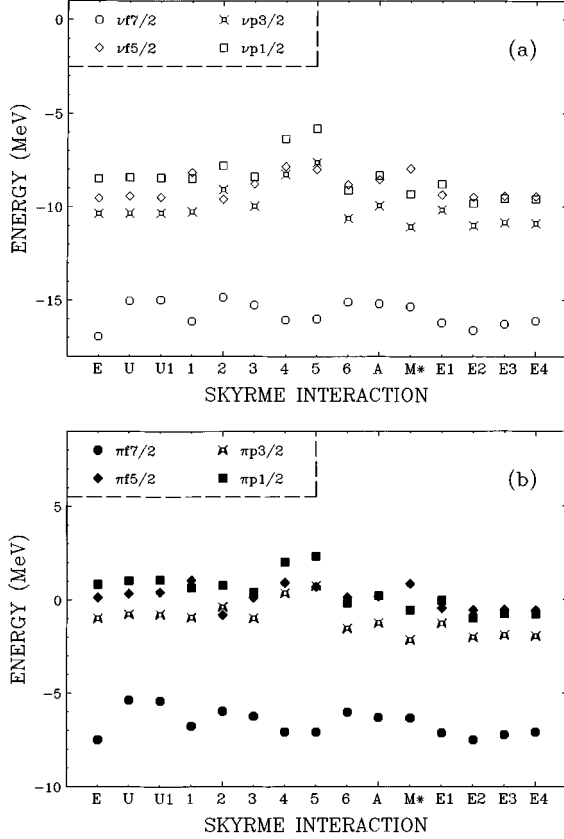 νf7/2 νp3/2
νf5/2 νp1/2
(a)
ENERGY (MeV)
0
−5
−10
−15
E U U1 1 2 3 4 5 6 A M* E1 E2 E3 E4
SKYRME INTERACTION
πf7/2 πp3/2
πf5/2 πp1/2
(b)
ENERGY (MeV)
5
0
−5
−10
E U U1 1 2 3 4 5 6 A M* E1 E2 E3 E4
SKYRME INTERACTION